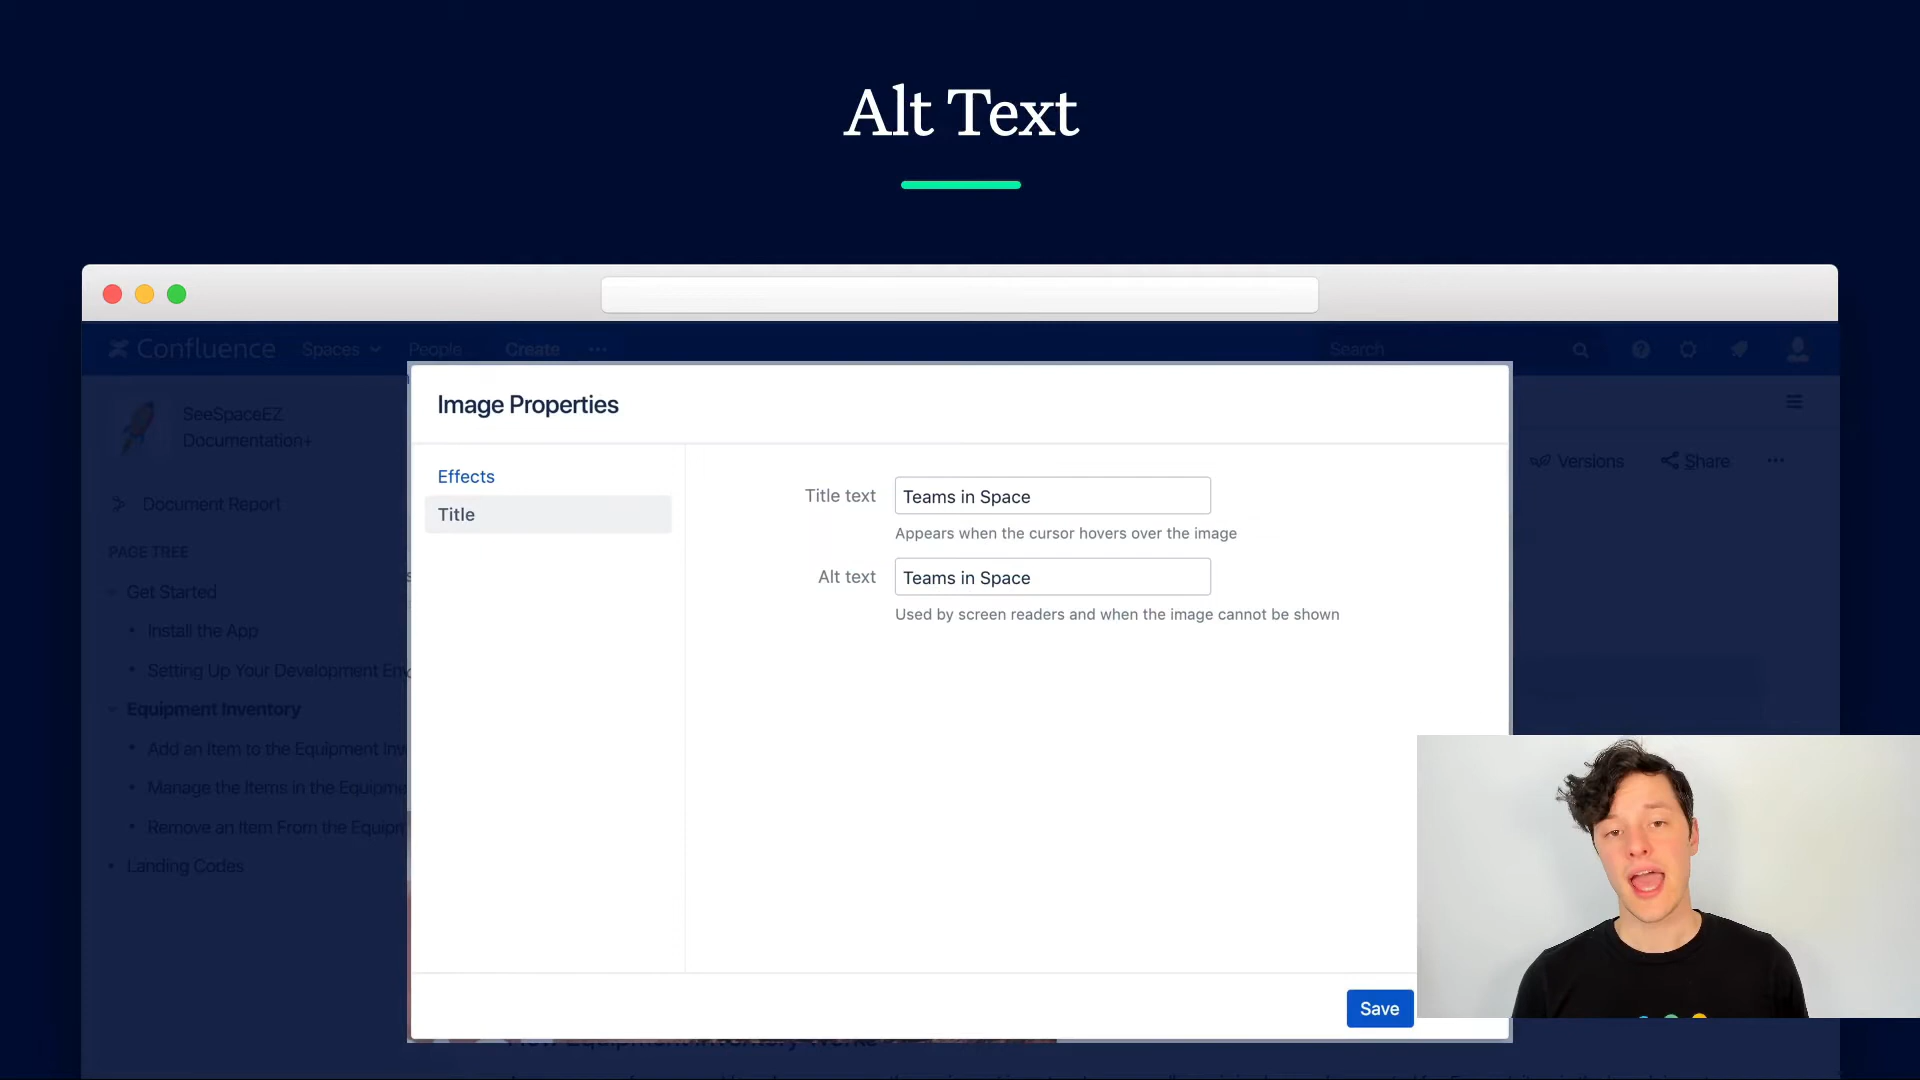 Alt Text
Confluence Spaces People Create Search
SeeSpaceEZ
Documentation+
Document Report
PAGE TREE
Get Started
Install the App
Setting Up Your Development
Equipment Inventory
Add an Item to the Equipment
Manage the Items in the
Remove an Item From the
Landing Codes
Image Properties
Effects
Title
Title text Teams in Space
Appears when the cursor hovers over the image
Alt text Teams in Space
Used by screen readers and when the image cannot be shown
Save
Versions Share